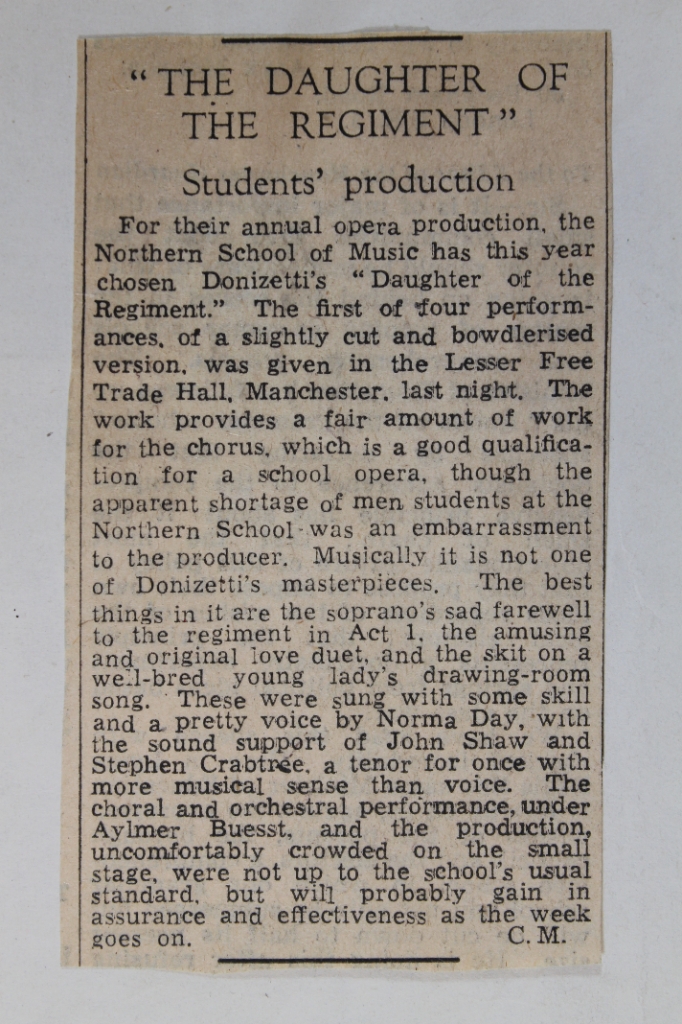 “ THE DAUGHTER OF
THE REGIMENT ”
Students’ production
For their annual opera production, the
Northern School of Music has this year
chosen Donizetti’s “ Daughter of the
Regiment.” The first of four perform-
ances, of a slightly cut and bowdlerised
version, was given in the Lesser Free
Trade Hall, Manchester, last night. The
work provides a fair amount of work
for the chorus, which is a good qualifica-
tion for a school opera, though the
apparent shortage of men students at the
Northern School was an embarrassment
to the producer. Musically it is not one
of Donizetti’s masterpieces. The best
things in it are the soprano’s sad farewell
to the regiment in Act 1, the amusing
and original love duet, and the skit on a
well-bred young lady’s drawing-room
song. These were sung with some skill
and a pretty voice by Norma Day, with
the sound support of John Shaw and
Stephen Crabtree, a tenor for once with
more musical sense than voice. The
choral and orchestral performance, under
Aylmer Buesst, and the production,
uncomfortably crowded on the small
stage, were not up to the school’s usual
standard, but will probably gain in
assurance and effectiveness as the week
goes on. C. M.